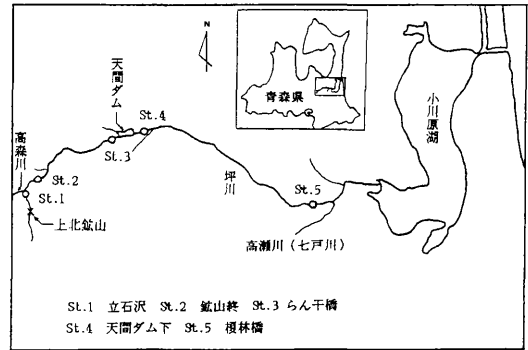 N
天間ダム
St.4
青森県
小川原湖
高森川
St.3
St.2
坪川
St.1
St.5
上北鉱山
高瀬川（七戸川）
St.1 立石沢 St.2 鉱山終 St.3 らん干橋
St.4 天間ダム下 St.5 榎林橋